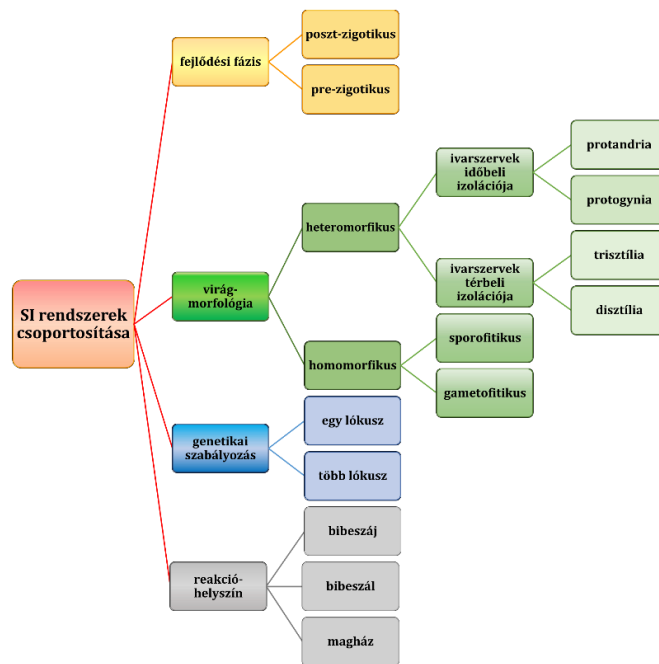 SI rendszerek
csoportosítása
fejlődési fázis
poszt-zigotikus
pre-zigotikus
virág-
morfológia
heteromorfikus
ivarszervek
időbeli
izolációja
protandria
protogynia
ivarszervek
térbeli
izolációja
trisztília
disztília
homomorfikus
sporofitikus
gametofitikus
genetikai
szabályozás
egy lókusz
több lókusz
reakció-
helyszín
bibeszáj
bibeszál
magház